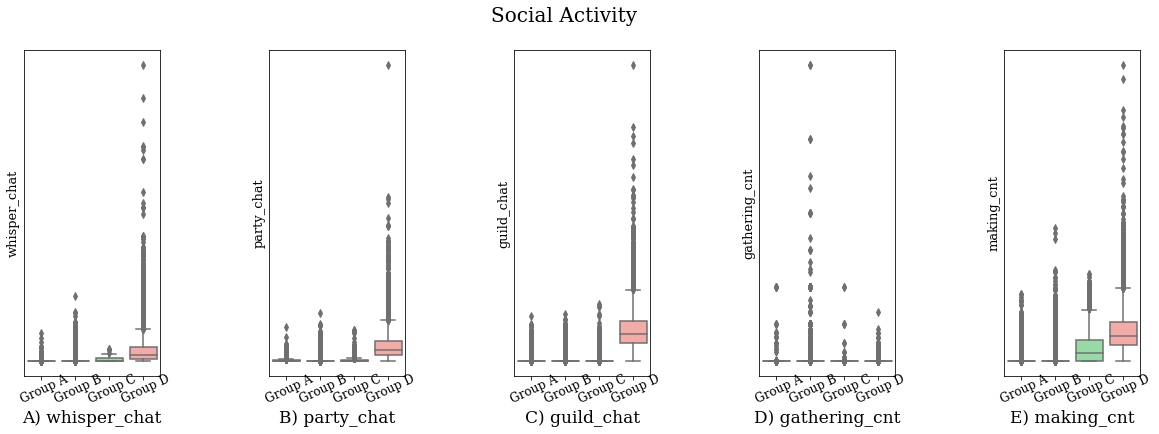 Social Activity
whisper_chat
Group A
Group B
Group C
Group D
A) whisper_chat
party_chat
Group A
Group B
Group C
Group D
B) party_chat
guild_chat
Group A
Group B
Group C
Group D
C) guild_chat
gathering_cnt
Group A
Group B
Group C
Group D
D) gathering_cnt
making_cnt
Group A
Group B
Group C
Group D
E) making_cnt